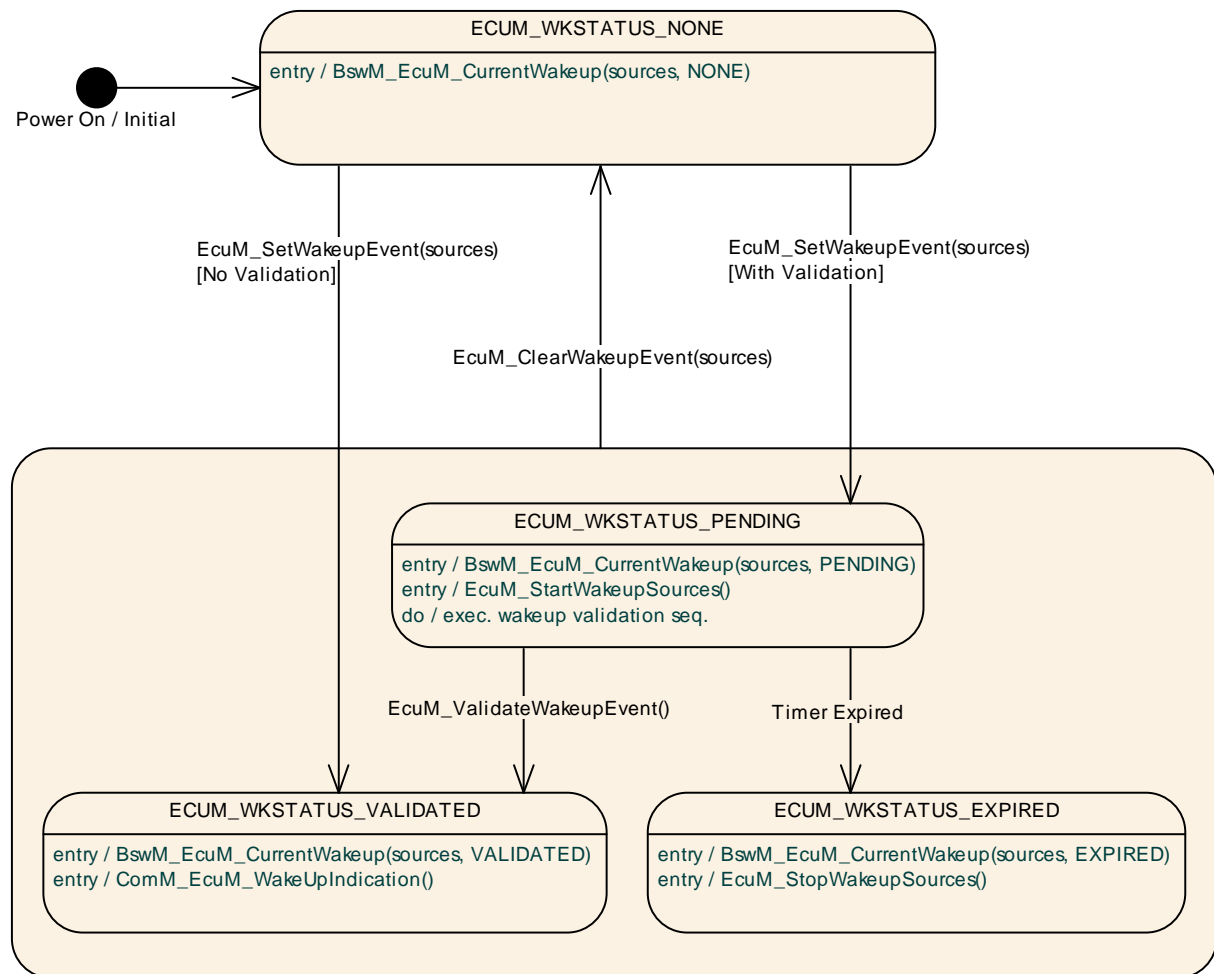 ECUM_WKSTATUS_NONE
entry / BswM_EcuM_CurrentWakeup(sources, NONE)
Power On / Initial
EcuM_SetWakeupEvent(sources)
[No Validation]
EcuM_SetWakeupEvent(sources)
[With Validation]
EcuM_ClearWakeupEvent(sources)
ECUM_WKSTATUS_PENDING
entry / BswM_EcuM_CurrentWakeup(sources, PENDING)
entry / EcuM_StartWakeupSources()
do / exec. wakeup validation seq.
EcuM_ValidateWakeupEvent()
Timer Expired
ECUM_WKSTATUS_VALIDATED
entry / BswM_EcuM_CurrentWakeup(sources, VALIDATED)
entry / ComM_EcuM_WakeUpIndication()
ECUM_WKSTATUS_EXPIRED
entry / BswM_EcuM_CurrentWakeup(sources, EXPIRED)
entry / EcuM_StopWakeupSources()